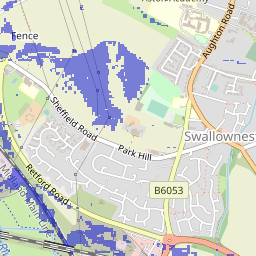 Aston Academy
Fence
Aughton Road
Sheffield Road
Swallownest
Park Hill
Retford Road
B6053